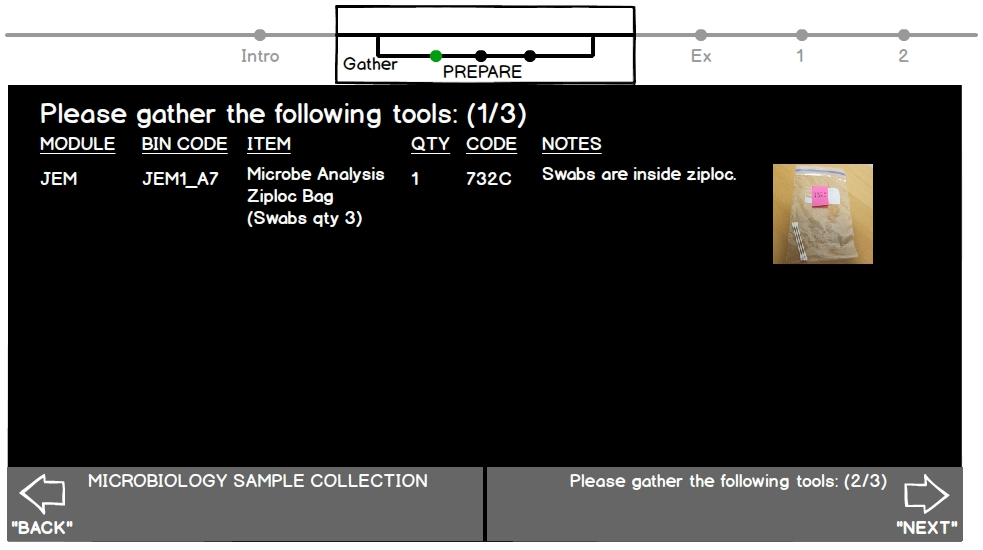 Intro
Gather
PREPARE
Ex
1
2
Please gather the following tools: (1/3)
MODULE BIN CODE ITEM QTY CODE NOTES
JEM JEM1_A7 Microbe Analysis 1 732C Swabs are inside ziploc.
Ziploc Bag
(Swabs qty 3)
MICROBIOLOGY SAMPLE COLLECTION
"BACK"
Please gather the following tools: (2/3)
"NEXT"